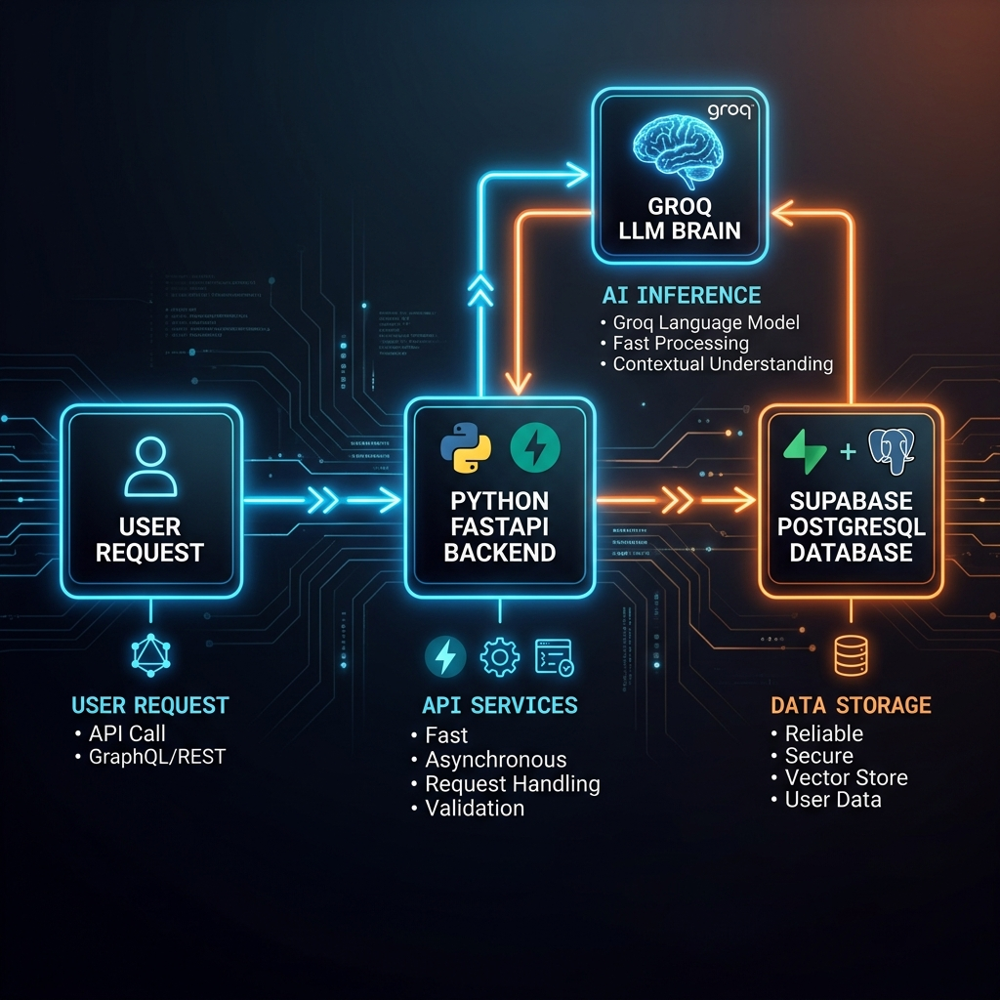 groq
GROQ
LLM BRAIN
AI INFERENCE
• Groq Language Model
• Fast Processing
• Contextual Understanding
USER
REQUEST
PYTHON
FASTAPI
BACKEND
+
SUPABASE
POSTGRESQL
DATABASE
USER REQUEST
• API Call
• GraphQL/REST
API SERVICES
• Fast
• Asynchronous
• Request Handling
• Validation
DATA STORAGE
• Reliable
• Secure
• Vector Store
• User Data